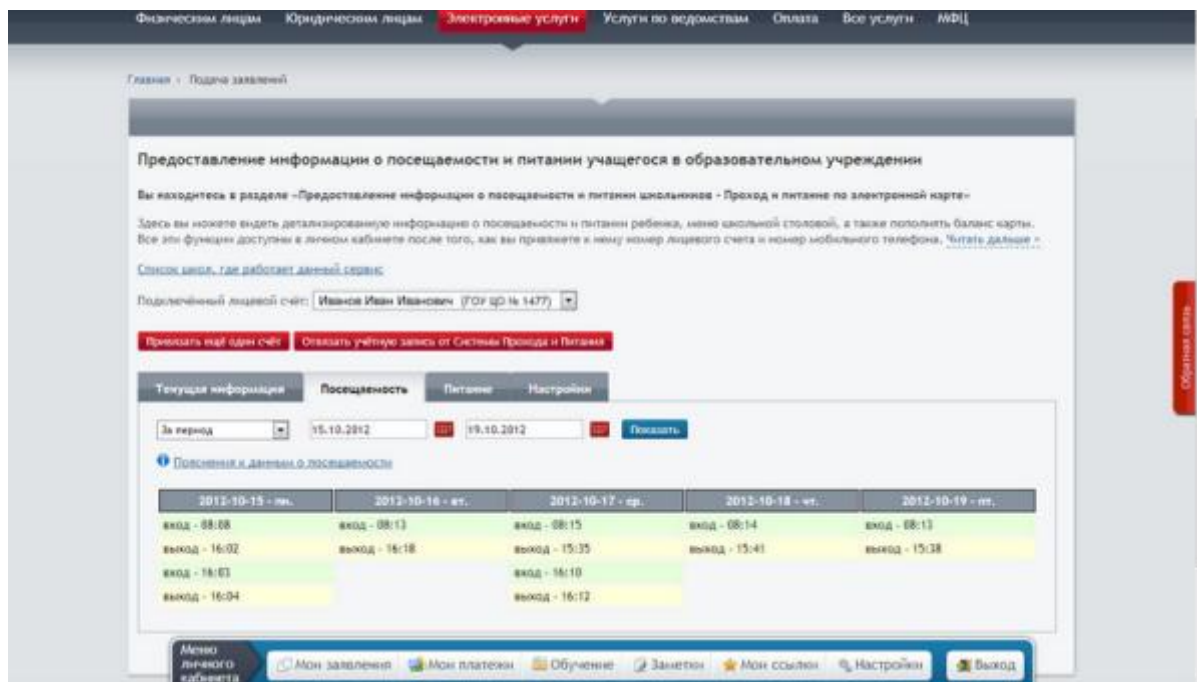 Физическим лицам Юридическим лицам Электронные услуги Услуги по ведомствам Оплата Все услуги МФЦ
Главная › Подача заявлений
Предоставление информации о посещаемости и питании учащегося в образовательном учреждении
Вы находитесь в разделе «Предоставление информации о посещаемости и питании школьников - Проход и питание по электронной карте»
Здесь вы можете видеть детализированную информацию о посещаемости и питании ребенка, меню школьной столовой, а также пополнять баланс карты.
Все эти функции доступны в личном кабинете после того, как вы привяжете к нему номер лицевого счета и номер мобильного телефона. Читать дальше »
Список школ, где работает данный сервис
Подключённый лицевой счёт: Иванов Иван Иванович (ГОУ ЦО № 1477)
Привязать ещё один счёт Отвязать учётную запись от Системы Прохода и Питания
Обратная связь
Текущая информация Посещаемость Питание Настройки
За период 15.10.2012 19.10.2012 Показать
Пояснения к данным о посещаемости
2012-10-15 - пн. 2012-10-16 - вт. 2012-10-17 - ср. 2012-10-18 - чт. 2012-10-19 - пт.
вход - 08:08 вход - 08:13 вход - 08:15 вход - 08:14 вход - 08:13
выход - 16:02 выход - 16:18 выход - 15:35 выход - 15:41 выход - 15:38
вход - 16:03 вход - 16:10
выход - 16:04 выход - 16:12
Меню
личного
кабинета
Мои заявления Мои платежи Обучение Заметки Мои ссылки Настройки Выход